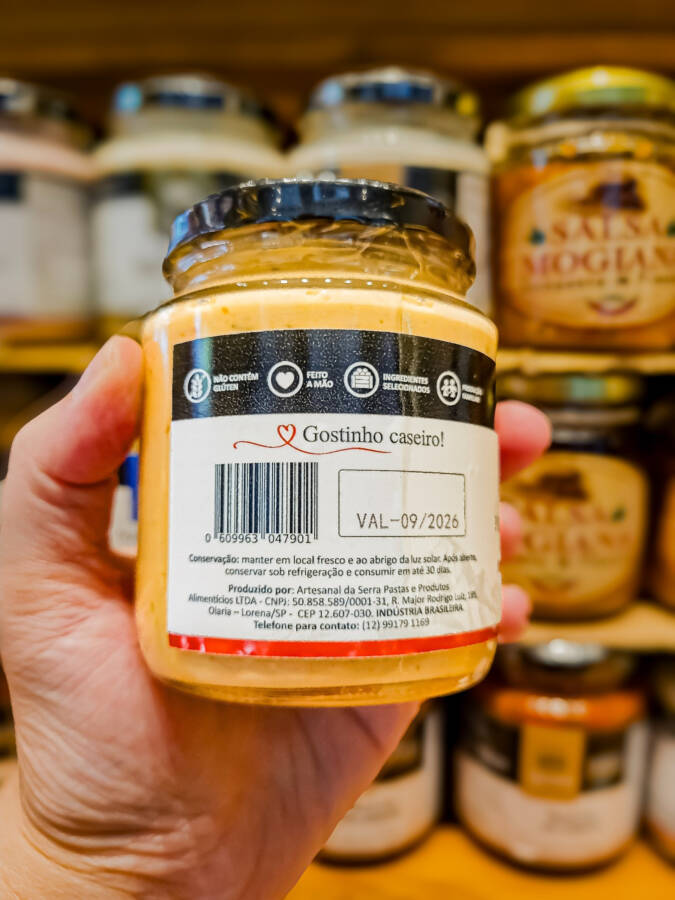 NÃO CONTÉM
GLÚTEN
FEITO
A MÃO
INGREDIENTES
SELECIONADOS
Gostinho caseiro!
0 609963 047901
VAL-09/2026
Conservação: manter em local fresco e ao abrigo da luz solar. Após aberto,
conservar sob refrigeração e consumir em até 30 dias.
Produzido por: Artesanal da Serra Pastas e Produtos
Alimentícios LTDA - CNPJ: 50.858.589/0001-31, R. Major Rodrigo Luiz,
Olaria – Lorena/SP - CEP 12.607-030. INDÚSTRIA BRASILEIRA
Telefone para contato: (12) 99179 1169
SALSA
MOGIANA
SALSA
MOGIANA